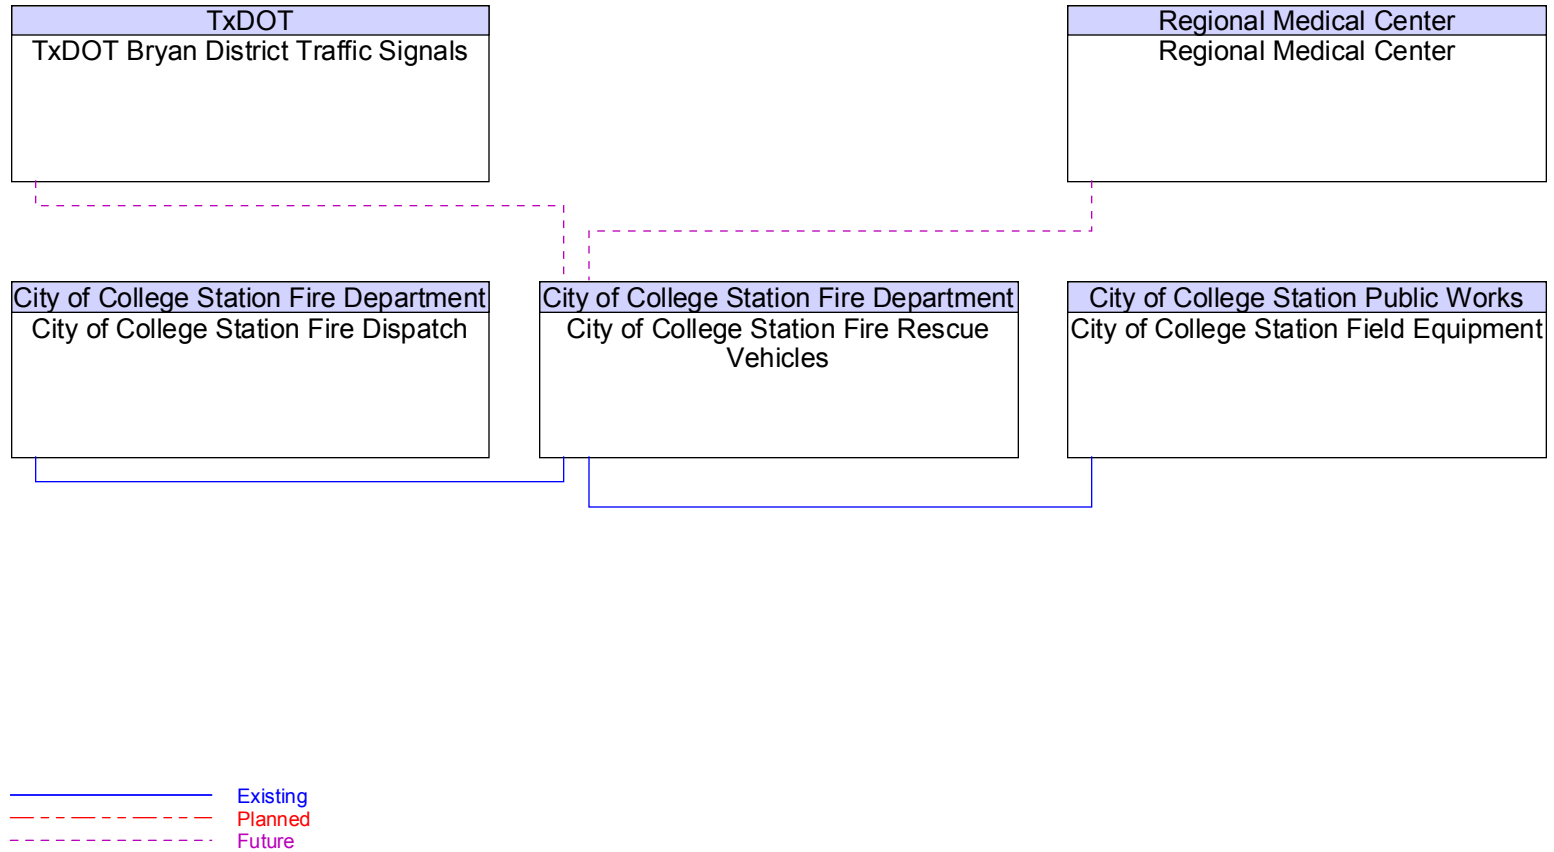 TxDOT
TxDOT Bryan District Traffic Signals
Regional Medical Center
Regional Medical Center
City of College Station Fire Department
City of College Station Fire Dispatch
City of College Station Fire Department
City of College Station Fire Rescue
Vehicles
City of College Station Public Works
City of College Station Field Equipment
Existing
Planned
Future